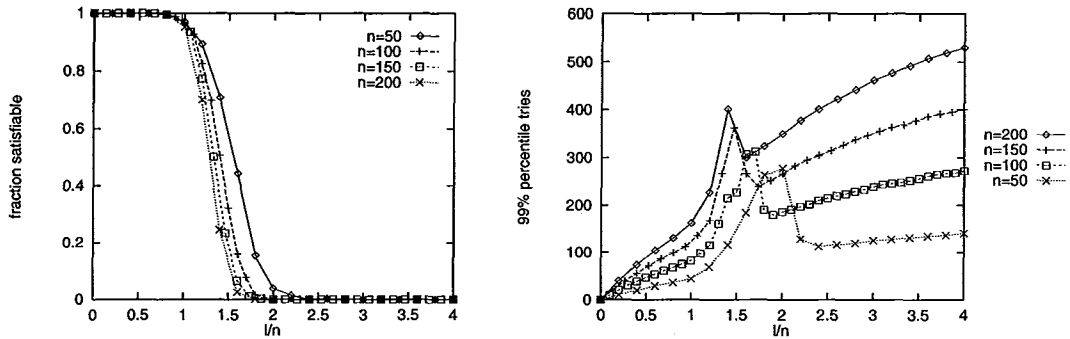 fraction satisfiable
1
0.8
0.6
0.4
0.2
0
n=50
n=100
n=150
n=200
0 0.5 1 1.5 2 2.5 3 3.5 4
l/n
99% percentile tries
600
500
400
300
200
100
0
n=200
n=150
n=100
n=50
0 0.5 1 1.5 2 2.5 3 3.5 4
l/n